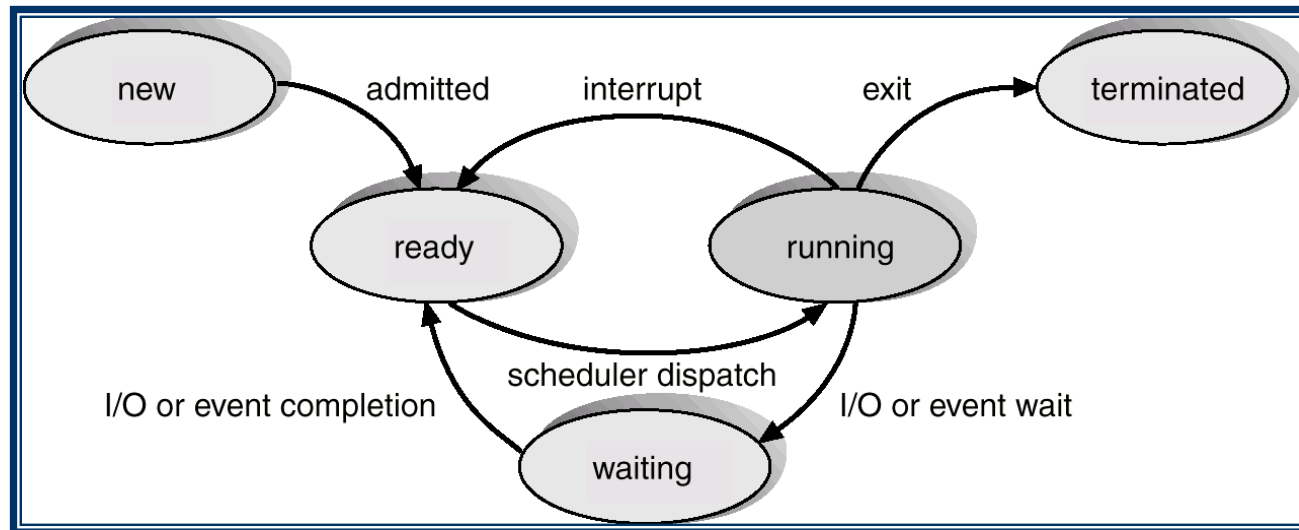 new
admitted
interrupt
exit
terminated
ready
running
scheduler dispatch
I/O or event completion
I/O or event wait
waiting